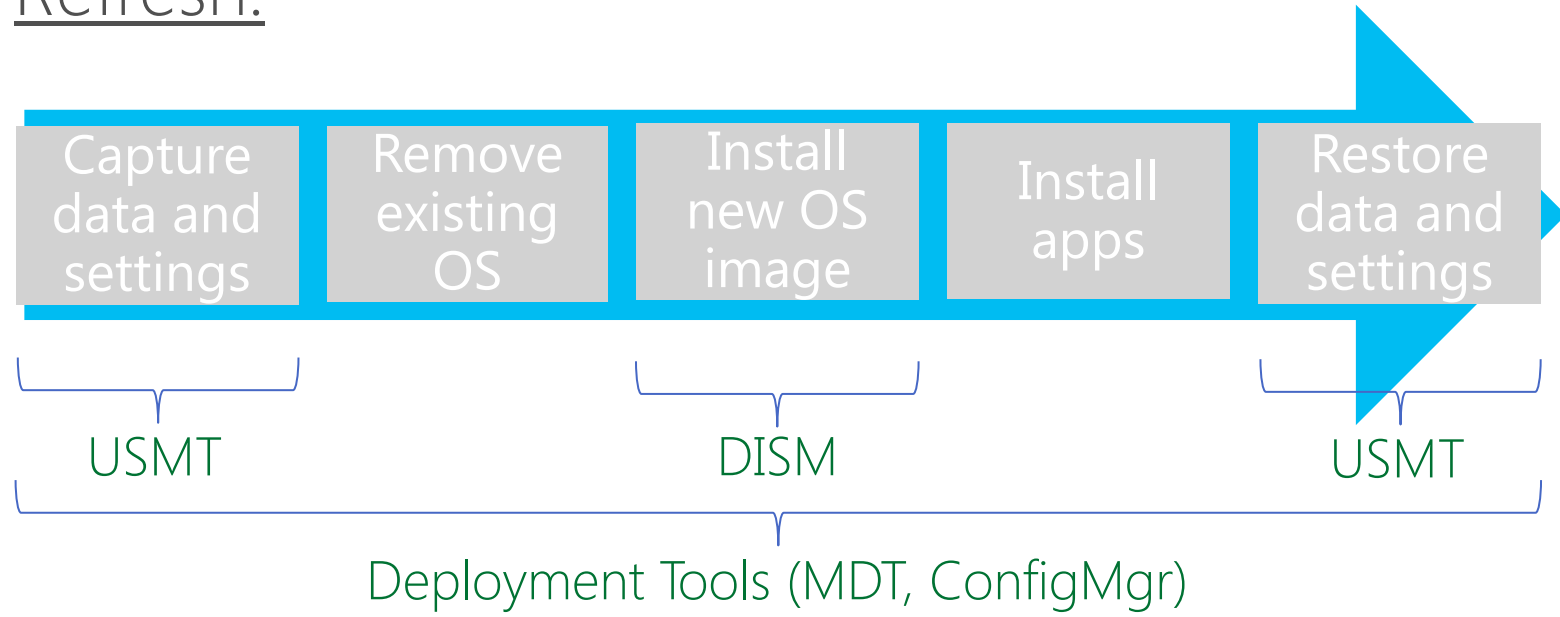 Refresh:
Capture
data and
settings
Remove
existing
OS
Install
new OS
image
Install
apps
Restore
data and
settings
USMT
DISM
USMT
Deployment Tools (MDT, ConfigMgr)